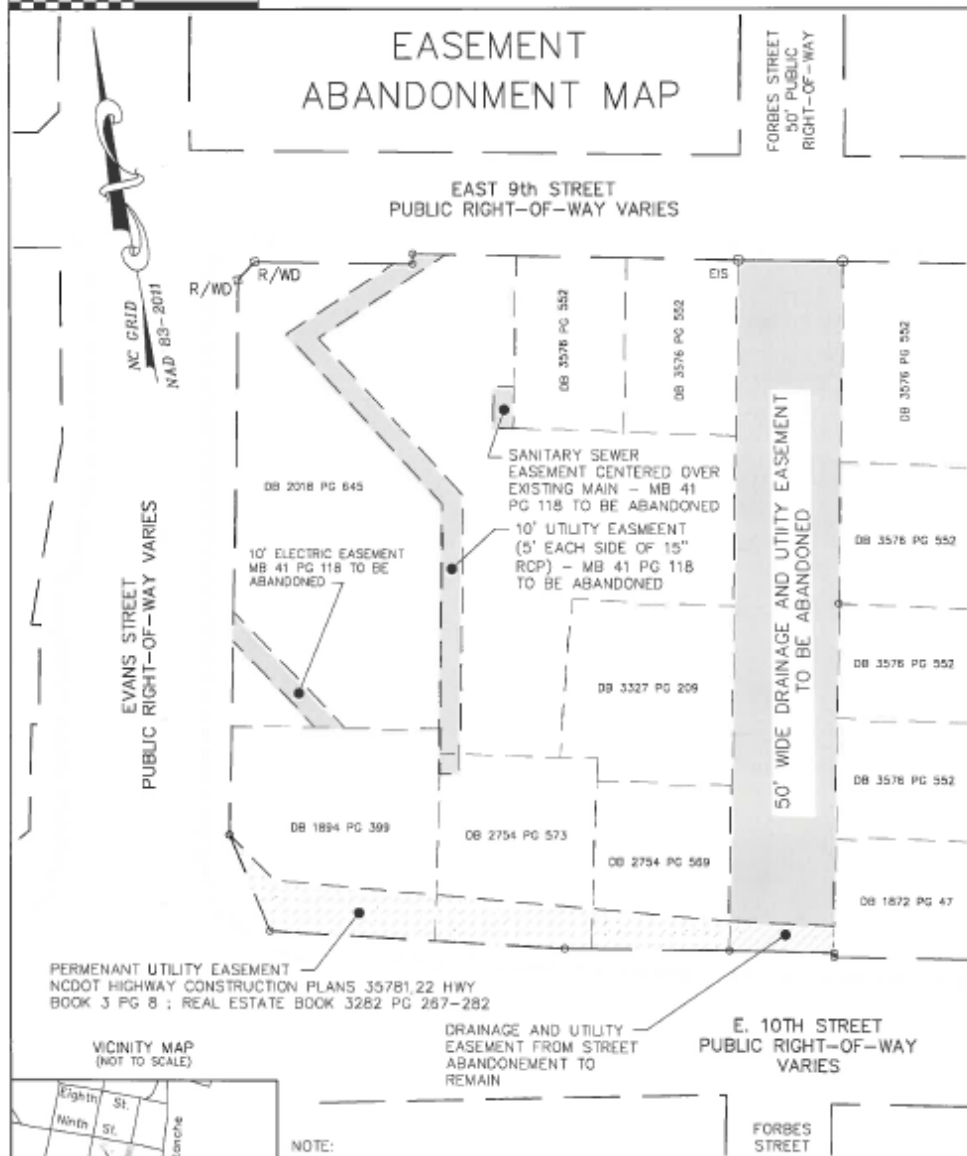 EASEMENT
ABANDONMENT MAP
FORBES STREET
50' PUBLIC
RIGHT-OF-WAY
EAST 9th STREET
PUBLIC RIGHT-OF-WAY VARIES
NC GRID
NAD 83-2011
R/WD
R/WD
EIS
DB 3576 PG 552
DB 3576 PG 552
DB 3576 PG 552
SANITARY SEWER
EASEMENT CENTERED OVER
EXISTING MAIN - MB 41
PG 118 TO BE ABANDONED
DB 2018 PG 645
10' UTILITY EASMEENT
(5' EACH SIDE OF 15"
RCP) - MB 41 PG 118
TO BE ABANDONED
10' ELECTRIC EASEMENT
MB 41 PG 118 TO BE
ABANDONED
50' WIDE DRAINAGE AND UTIITY EASEMENT
TO BE ABANDONED
EVANS STREET
PUBLIC RIGHT-OF-WAY VARIES
DB 3576 PG 552
DB 3576 PG 552
DB 3327 PG 209
DB 3576 PG 552
DB 1894 PG 399
DB 2754 PG 573
DB 2754 PG 569
DB 1872 PG 47
PERMENANT UTILITY EASEMENT
NCDOT HIGHWAY CONSTRUCTION PLANS 35781.22 HWY
BOOK 3 PG 8 ; REAL ESTATE BOOK 3282 PG 267-282
DRAINAGE AND UTILITY
EASEMENT FROM STREET
ABANDONEMENT TO
REMAIN
E. 10TH STREET
PUBLIC RIGHT-OF-WAY
VARIES
VICINITY MAP
(NOT TO SCALE)
Eighth St.
Ninth St.
NOTE:
FORBES
STREET